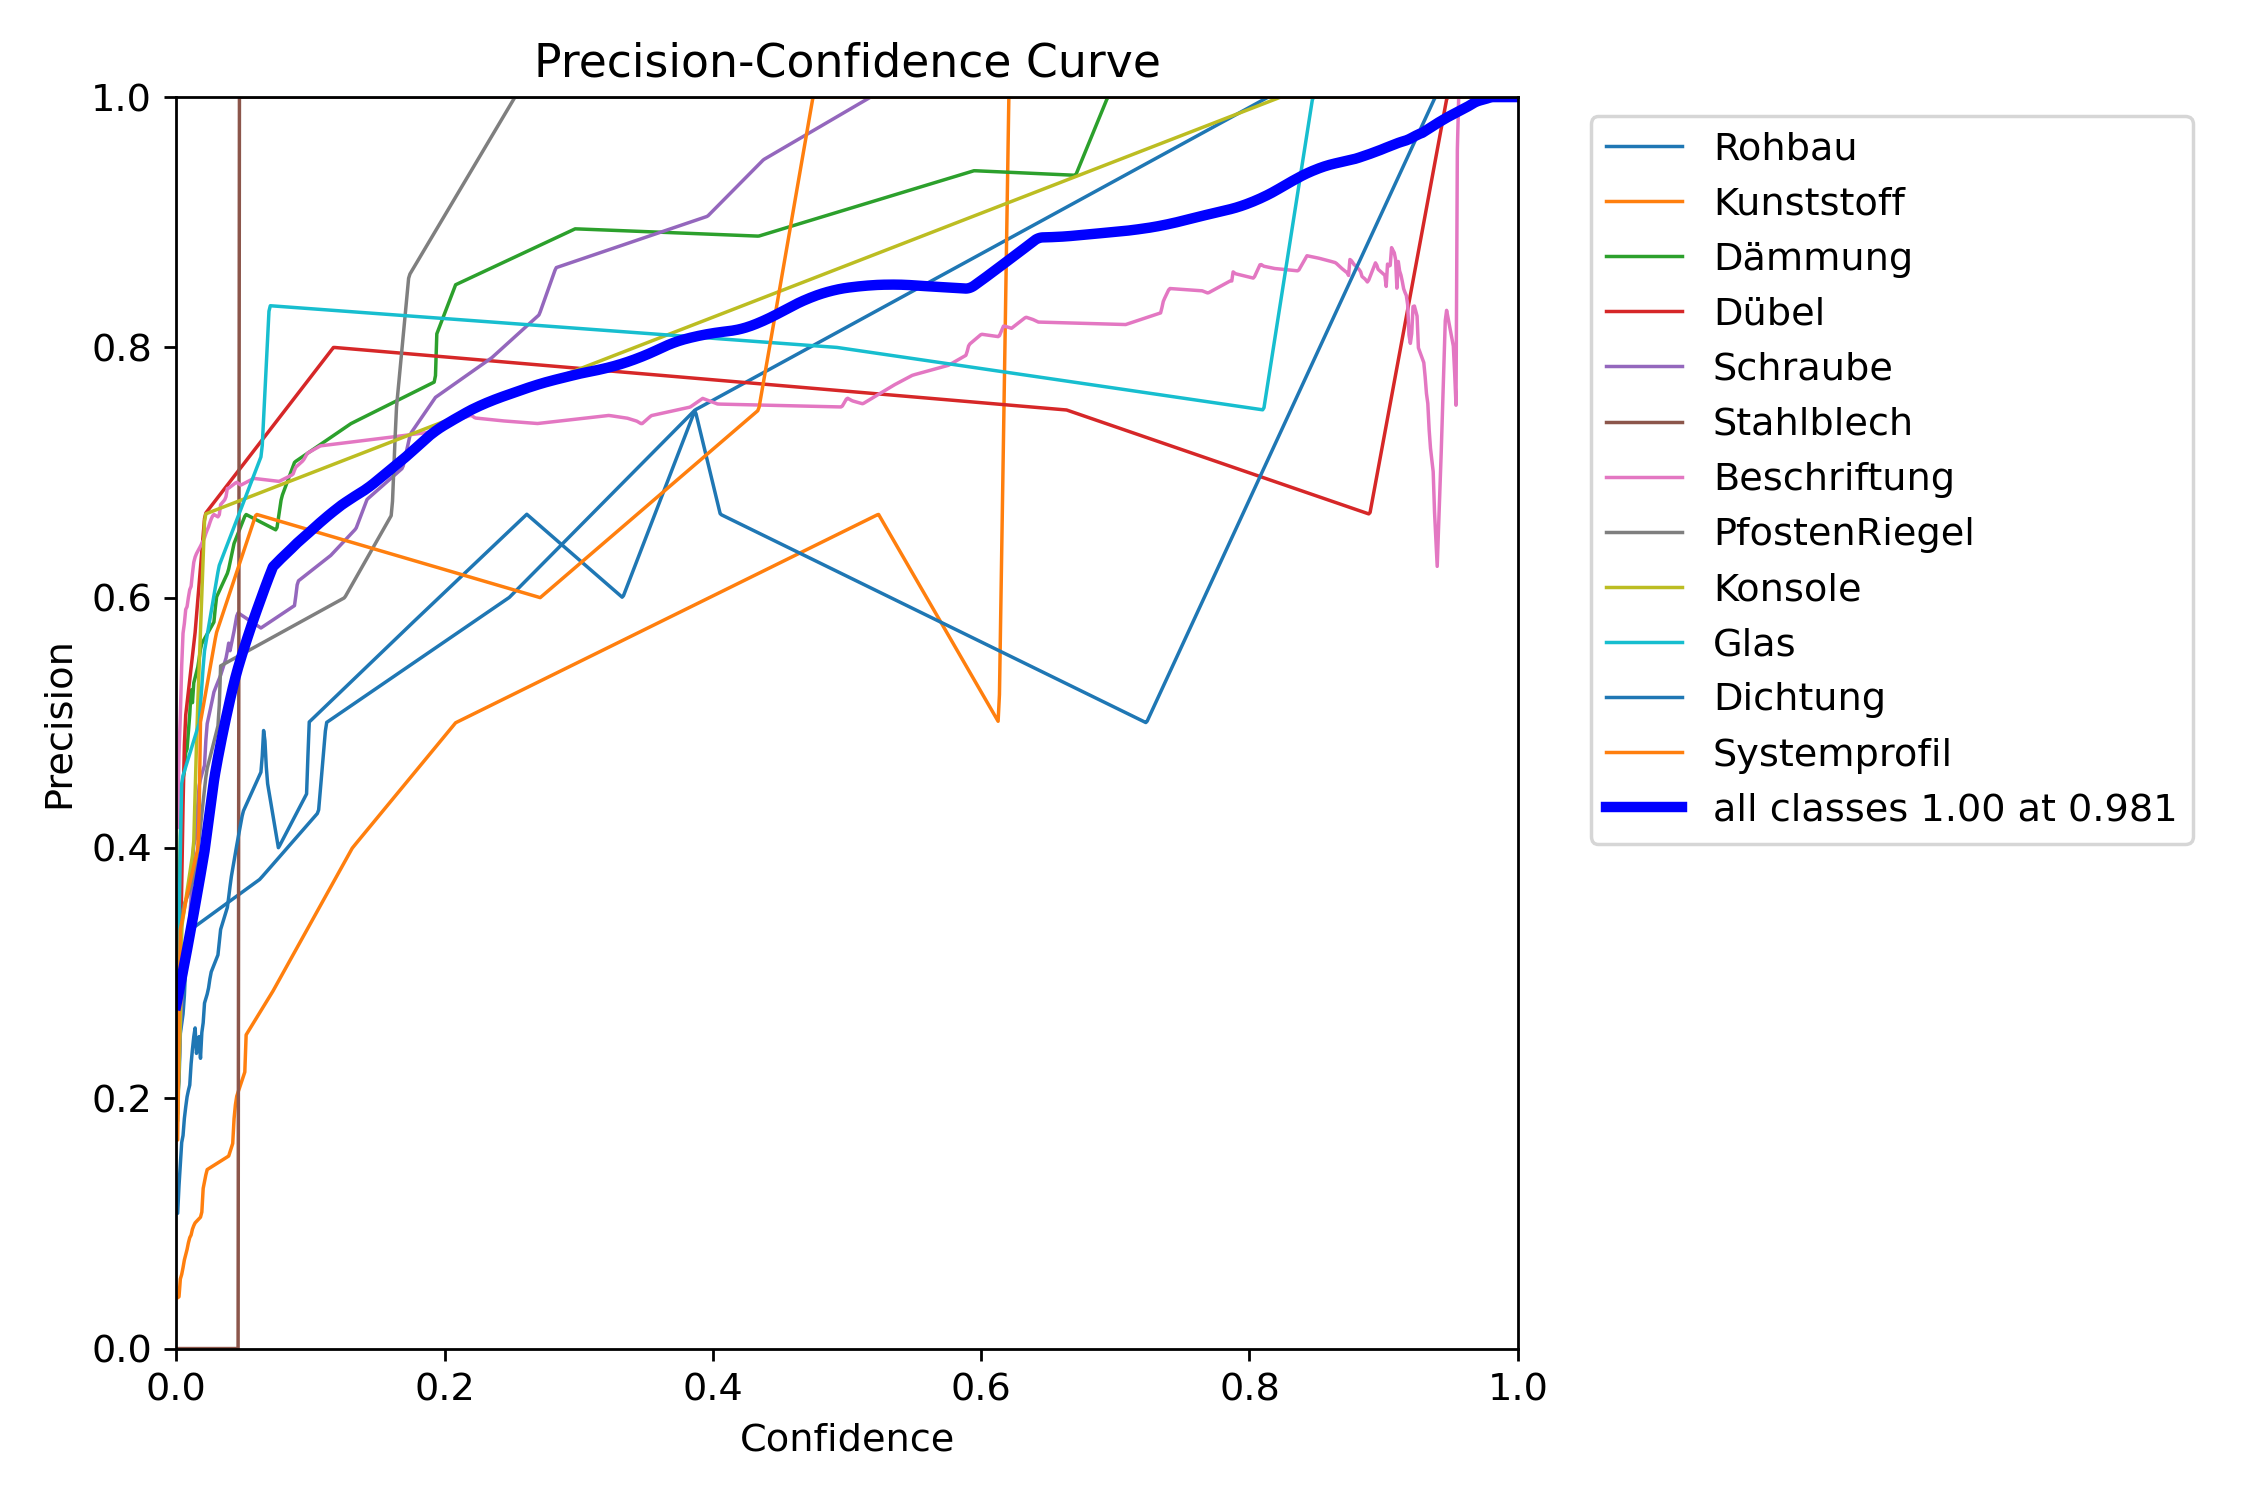 Precision-Confidence Curve
1.0
0.8
0.6
0.4
0.2
0.0
Precision
0.0 0.2 0.4 0.6 0.8 1.0
Confidence
Rohbau
Kunststoff
Dämmung
Dübel
Schraube
Stahlblech
Beschriftung
PfostenRiegel
Konsole
Glas
Dichtung
Systemprofil
all classes 1.00 at 0.981